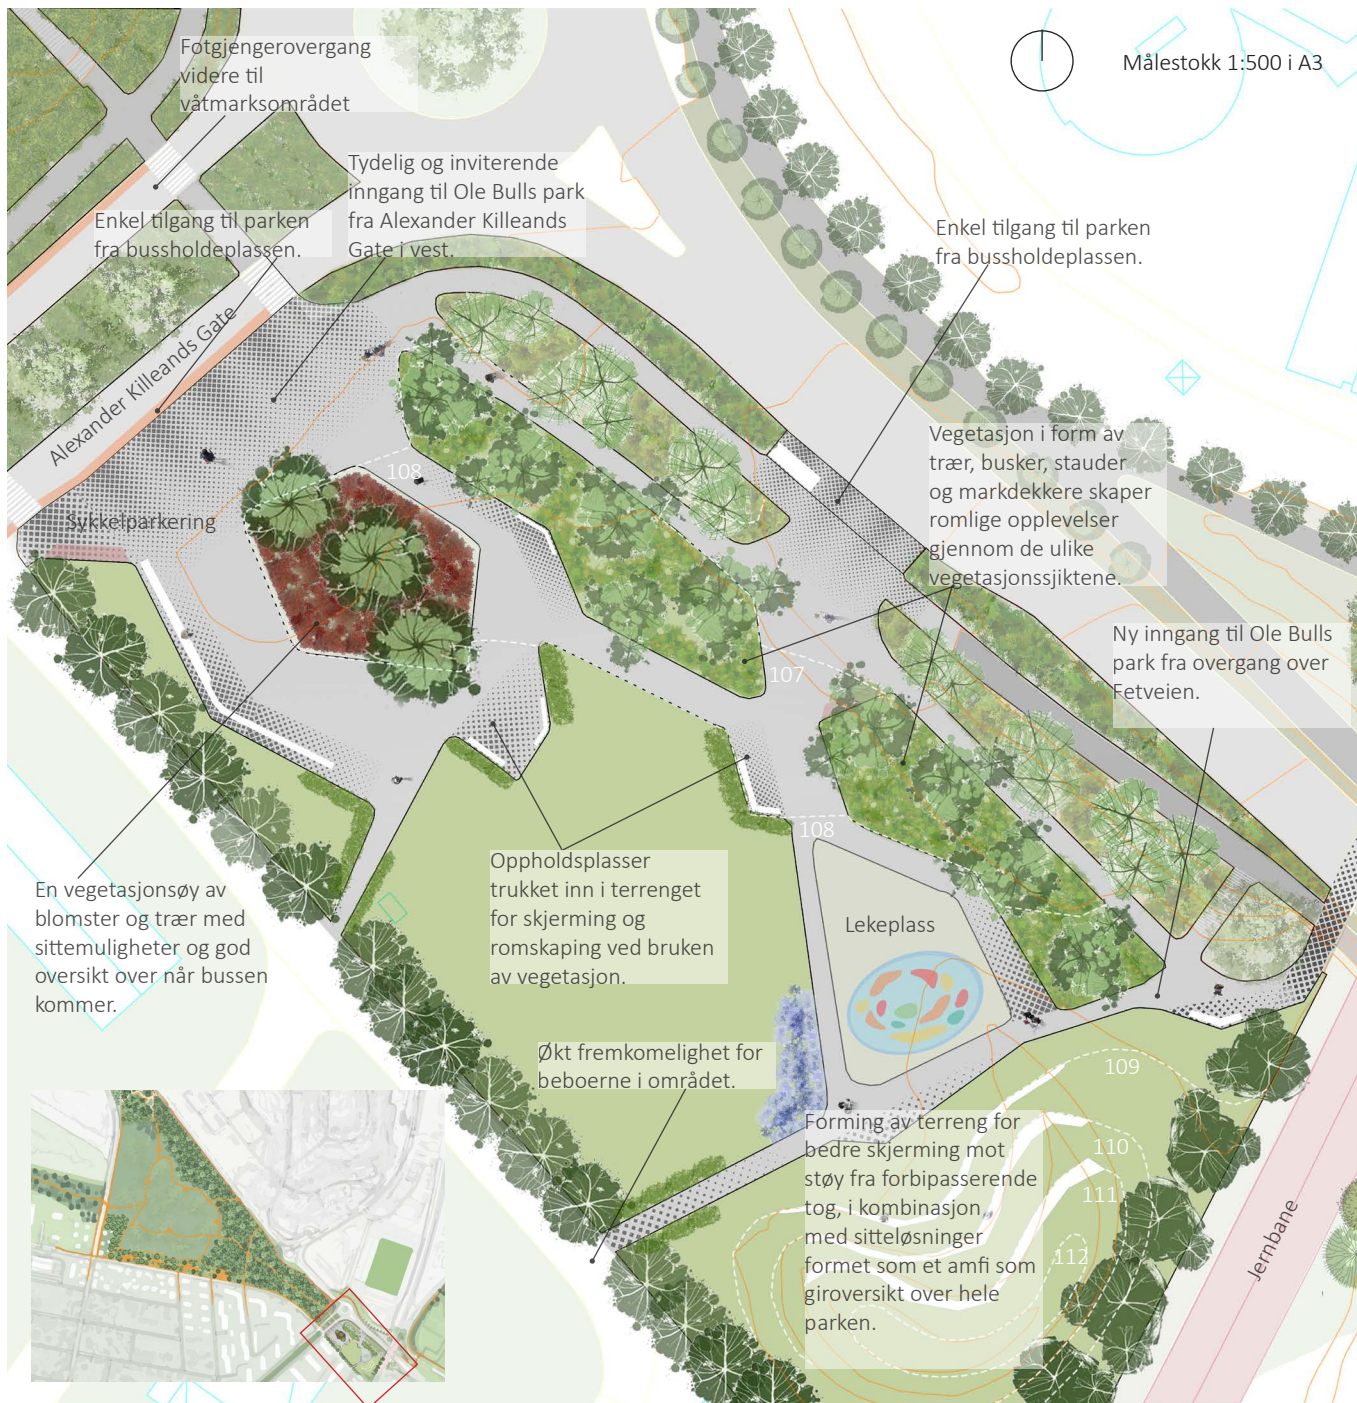 Målestokk 1:500 i A3
Fotgjengerovergang
videre til
våtmarksområdet
Tydelig og inviterende
inngang til Ole Bulls park
fra Alexander Killeands
Gate i vest.
Enkel tilgang til parken
fra bussholdeplassen.
Enkel tilgang til parken
fra bussholdeplassen.
Alexander Killeands Gate
Sykkelparkering
108
Vegetasjon i form av
trær, busker, stauder
og markdekkere skaper
romlige opplevelser
gjennom de ulike
vegetasjonssjiktene.
Ny inngang til Ole Bulls
park fra overgang over
Fetveien.
107
108
En vegetasjonsøy av
blomster og trær med
sittemuligheter og god
oversikt over når bussen
kommer.
Oppholdsplasser
trukket inn i terrenget
for skjerming og
romskaping ved bruken
av vegetasjon.
Lekeplass
Økt fremkomelighet for
beboerne i området.
109
110
111
112
Forming av terreng for
bedre skjerming mot
støy fra forbipasserende
tog, i kombinasjon
med sitteløsninger
formet som et amfi som
giroversikt over hele
parken.
Jernbane